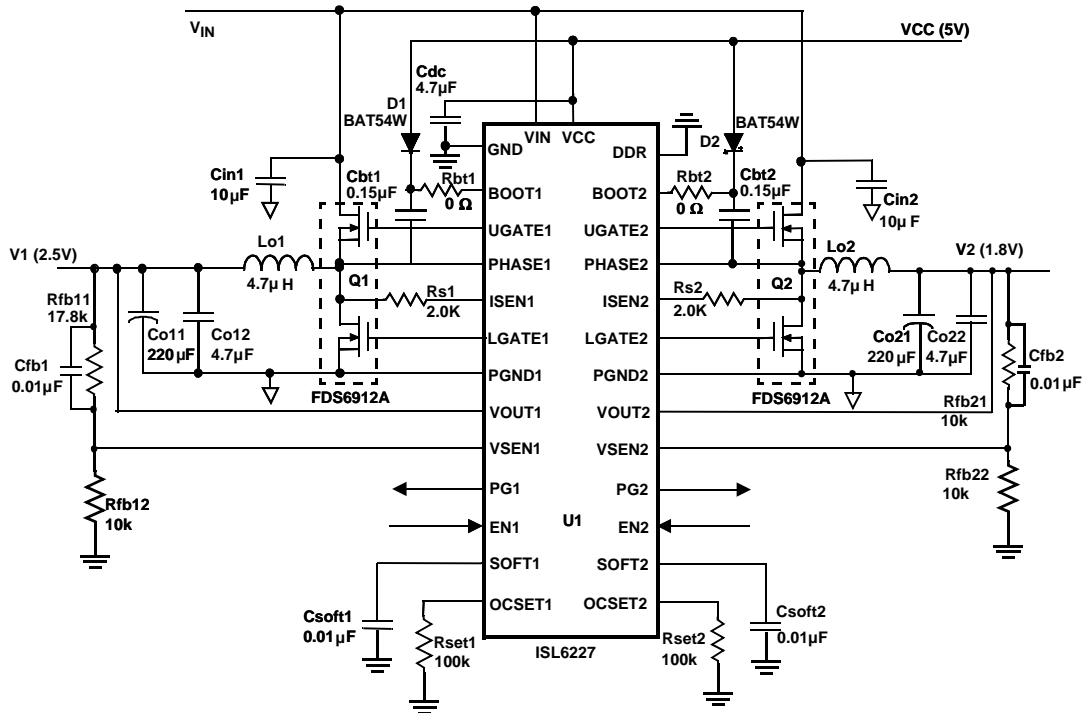 VIN
VCC (5V)
Cdc
4.7µF
D1
BAT54W
BAT54W
D2
VIN
VCC
GND
DDR
Cin1
10µF
Cbt1
0.15µF
Rbt1
0 Ω
BOOT1
BOOT2
Rbt2
0 Ω
Cbt2
0.15µF
Cin2
10µ F
UGATE1
UGATE2
V1 (2.5V)
Lo1
4.7µ H
PHASE1
PHASE2
Lo2
4.7µ H
V2 (1.8V)
Q1
Rs1
2.0K
ISEN1
ISEN2
Rs2
2.0K
Q2
Rfb11
17.8k
Co11
220µF
Co12
4.7µF
LGATE1
LGATE2
Co21
220µF
Co22
4.7µF
Cfb1
0.01µF
Cfb2
0.01µF
PGND1
PGND2
FDS6912A
FDS6912A
VOUT1
VOUT2
Rfb21
10k
VSEN1
VSEN2
Rfb12
10k
Rfb22
10k
PG1
PG2
EN1
U1
EN2
SOFT1
SOFT2
Csoft1
0.01µF
OCSET1
OCSET2
Csoft2
0.01µF
Rset1
100k
Rset2
100k
ISL6227